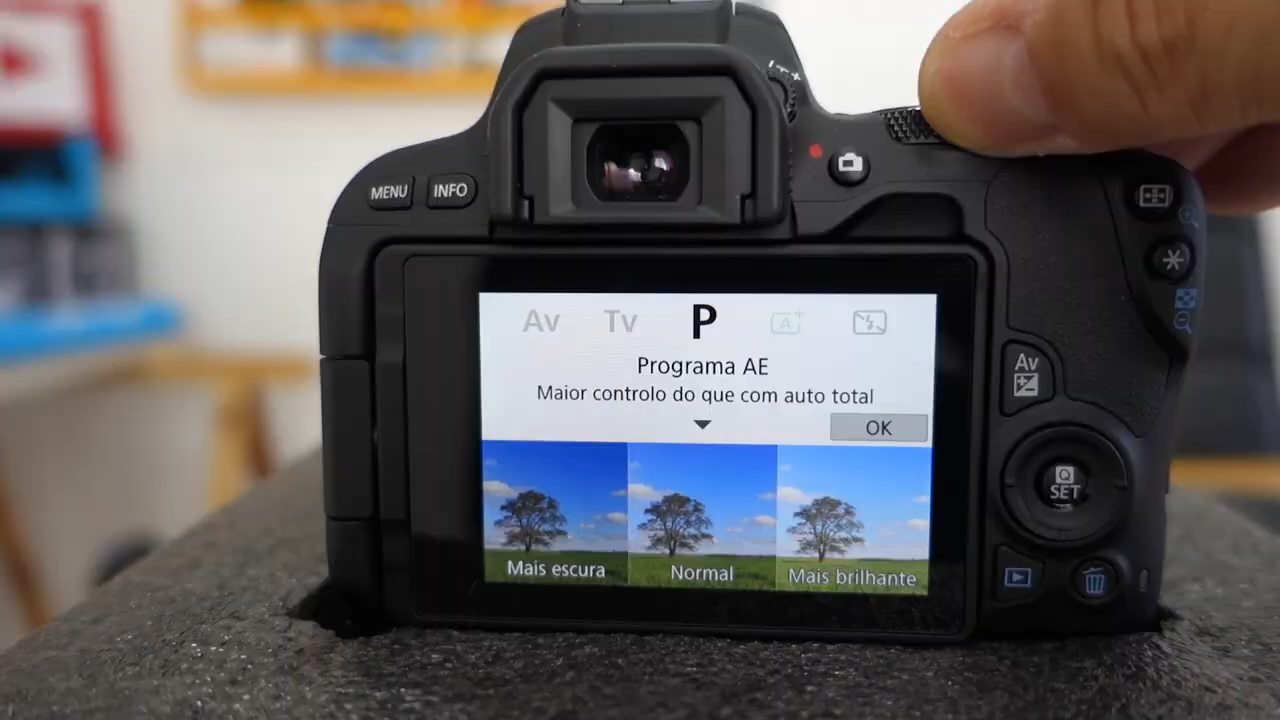 MENU
INFO
Av Tv P A+
Programa AE
Maior controlo do que com auto total
OK
Mais escura
Normal
Mais brilhante
Av
Q
SET